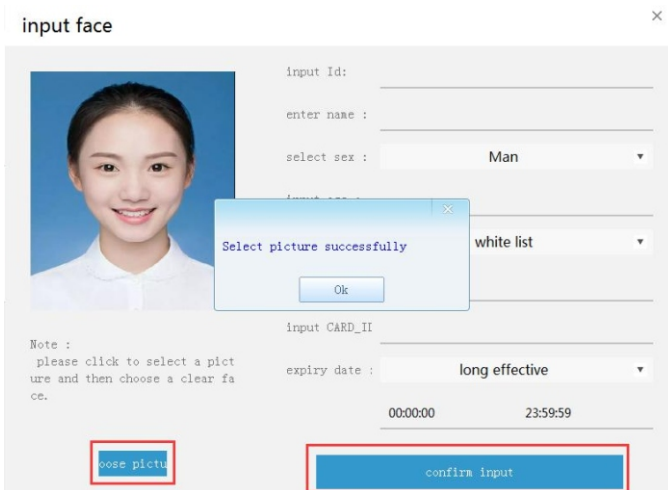 input face
input Id:
enter name :
select sex : Man
Select picture successfully
white list
Ok
input CARD_II
Note :
please click to select a pict
ure and then choose a clear fa
ce.
expiry date : long effective
00:00:00 23:59:59
oose pictu
confirm input